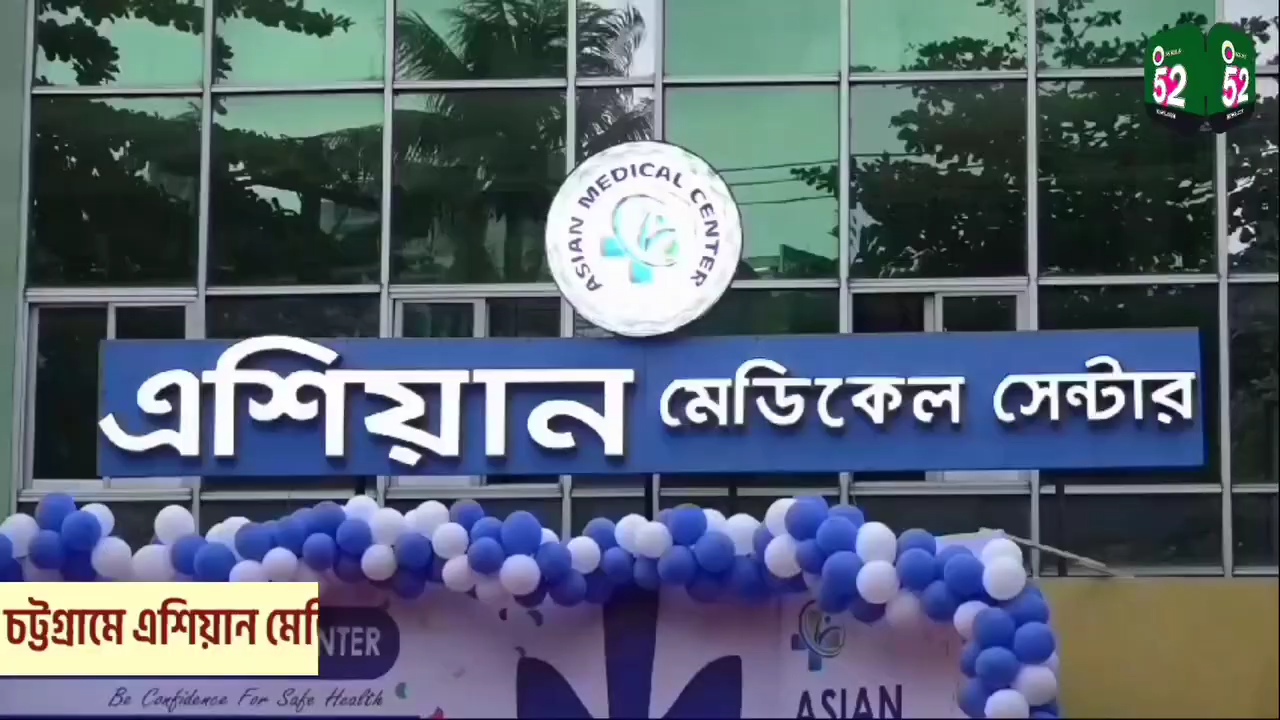 52
52
ASIAN MEDICAL CENTER
এশিয়ান মেডিকেল সেন্টার
চট্টগ্রামে এশিয়ান মেডি
NTER
Be Confidence For Safe Health
ASIAN